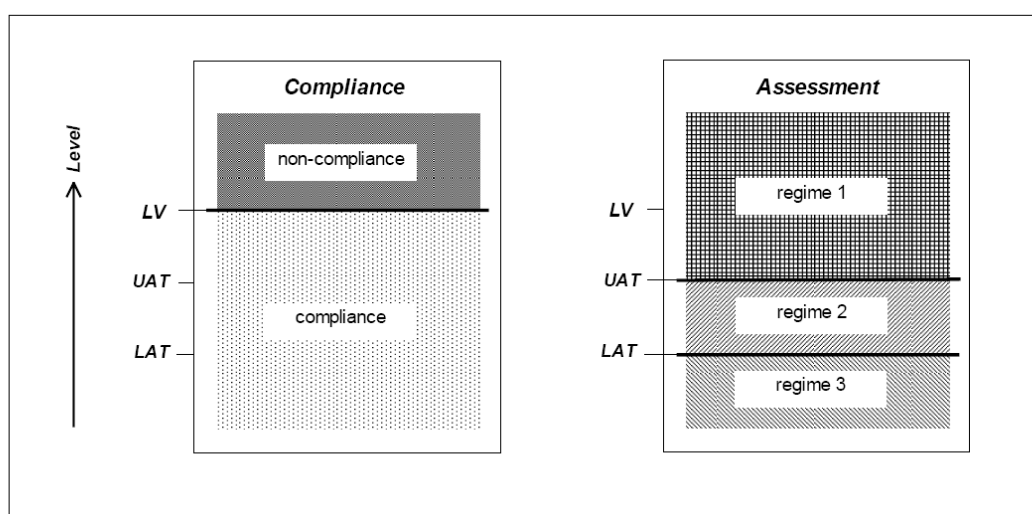 Compliance
Assessment
Level
non-compliance
LV
UAT
compliance
LAT
regime 1
LV
UAT
regime 2
LAT
regime 3